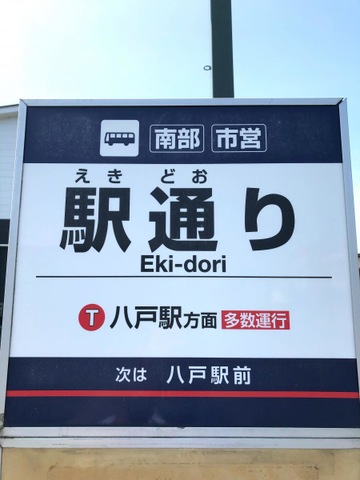 南部 市営
えき どお
駅通り
Eki-dori
T 八戸駅方面 多数運行
次は 八戸駅前